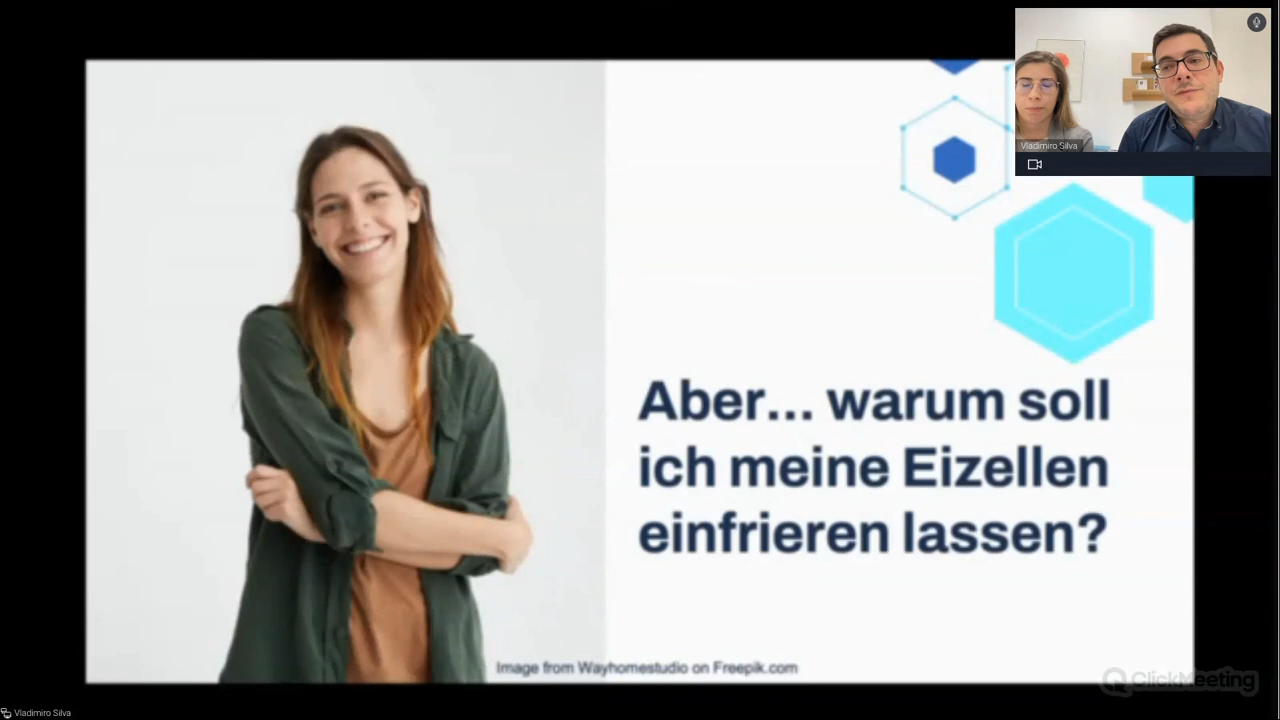 Vladimiro Silva
Aber... warum soll
ich meine Eizellen
einfrieren lassen?
Image from Wayhomestudio on Freepik.com
ClickMeeting
Vladimiro Silva